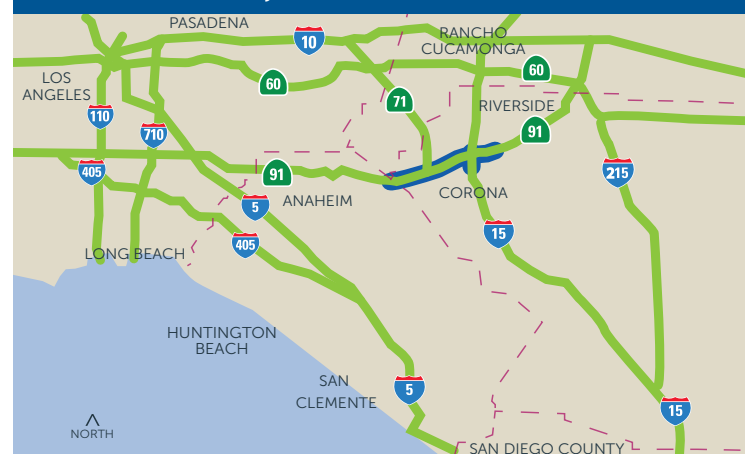 PASADENA
RANCHO
CUCAMONGA
10
60
60
LOS
ANGELES
71
RIVERSIDE
110
710
91
405
91
215
ANAHEIM
CORONA
5
15
405
LONG BEACH
HUNTINGTON
BEACH
SAN
CLEMENTE
5
15
NORTH
SAN DIEGO COUNTY